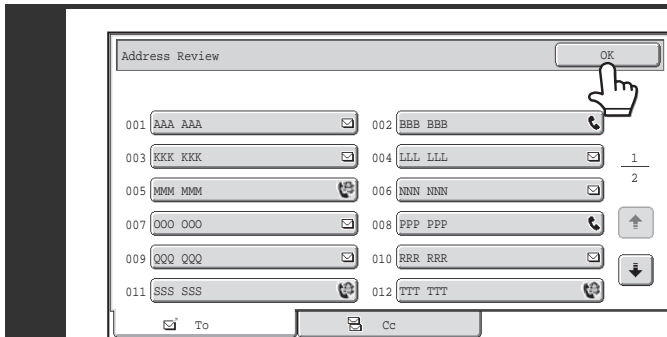 Address Review OK
001 AAA AAA 002 BBB BBB
003 KKK KKK 004 LLL LLL
1
005 MMM MMM 006 NNN NNN
2
007 OOO OOO 008 PPP PPP
009 QQQ QQQ 010 RRR RRR
011 SSS SSS 012 TTT TTT
To Cc